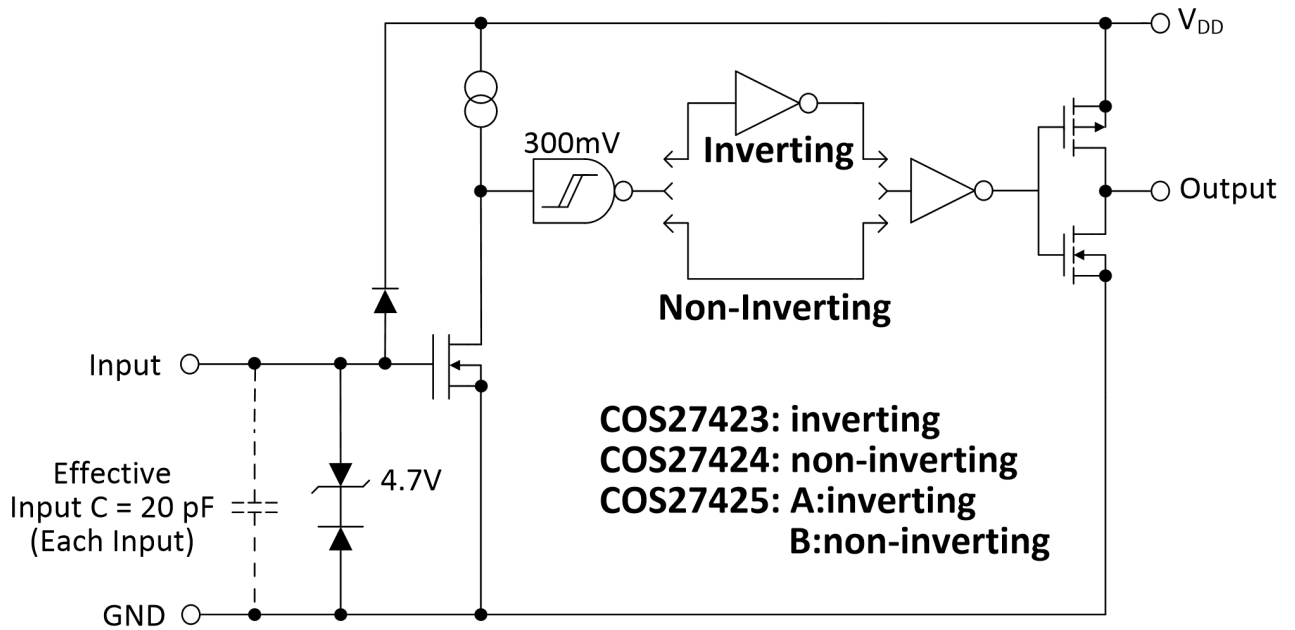 V_DD
300mV
Inverting
Output
Non-Inverting
Input
COS27423: inverting
COS27424: non-inverting
COS27425: A:inverting
B:non-inverting
4.7V
Effective
Input C = 20 pF
(Each Input)
GND